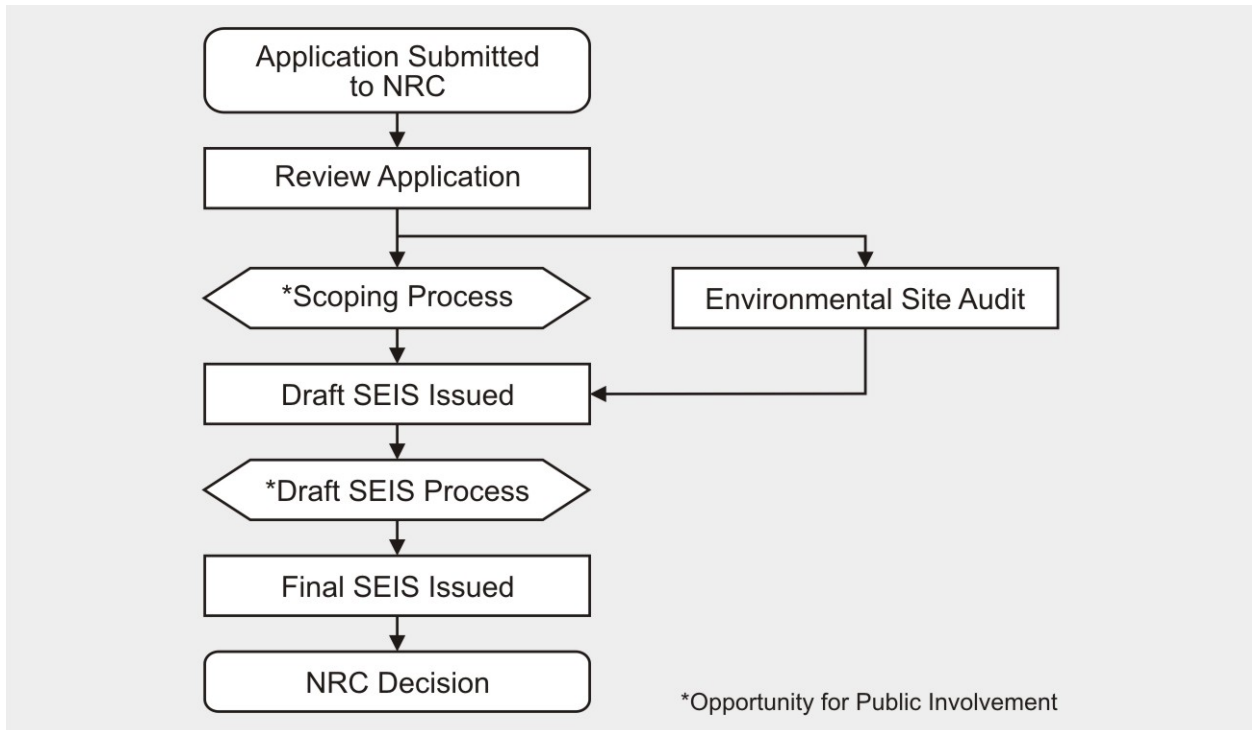 Application Submitted
to NRC
Review Application
*Scoping Process
Environmental Site Audit
Draft SEIS Issued
*Draft SEIS Process
Final SEIS Issued
NRC Decision
*Opportunity for Public Involvement